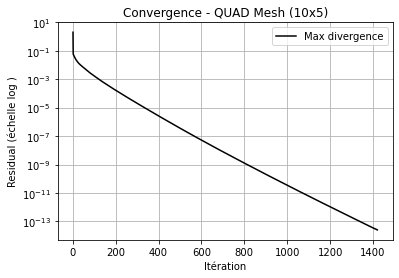 Convergence - QUAD Mesh (10x5)
Max divergence
Residual (échelle log )
10^1
10^-1
10^-3
10^-5
10^-7
10^-9
10^-11
10^-13
0 200 400 600 800 1000 1200 1400
Itération